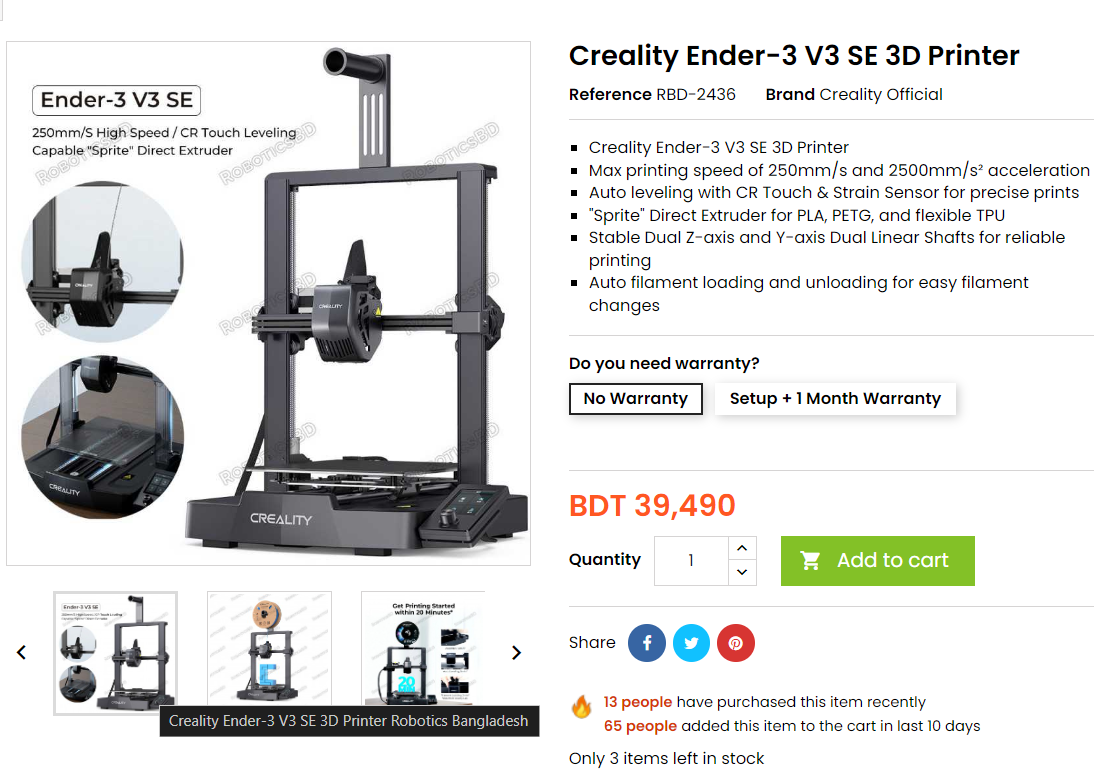 Creality Ender-3 V3 SE 3D Printer
Reference RBD-2436 Brand Creality Official
Ender-3 V3 SE
250mm/S High Speed / CR Touch Leveling
Capable "Sprite" Direct Extruder
ROBOTICSBD
CREALITY
CREALITY
CREALITY
CREALITY
Creality Ender-3 V3 SE 3D Printer
Max printing speed of 250mm/s and 2500mm/s² acceleration
Auto leveling with CR Touch & Strain Sensor for precise prints
"Sprite" Direct Extruder for PLA, PETG, and flexible TPU
Stable Dual Z-axis and Y-axis Dual Linear Shafts for reliable
printing
Auto filament loading and unloading for easy filament
changes
Do you need warranty?
No Warranty
Setup + 1 Month Warranty
BDT 39,490
Quantity 1
Add to cart
Share
13 people have purchased this item recently
65 people added this item to the cart in last 10 days
Only 3 items left in stock
Ender-3 V3 SE
Get Printing Started
within 20 Minutes*
20
Creality Ender-3 V3 SE 3D Printer Robotics Bangladesh